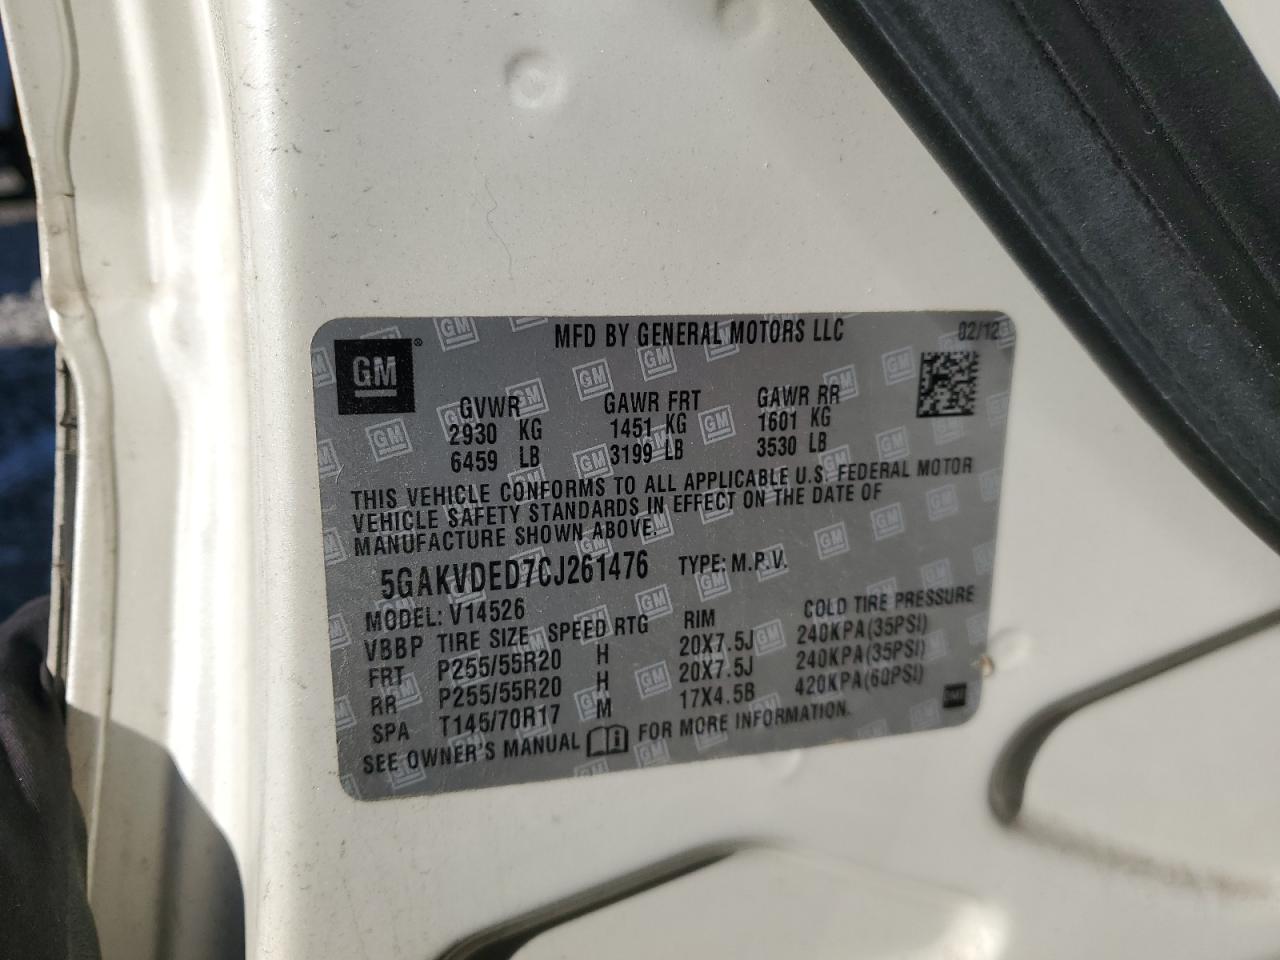 MFD BY GENERAL MOTORS LLC 02/12
GM
GVWR GAWR FRT GAWR RR
2930 KG 1451 KG 1601 KG
6459 LB 3199 LB 3530 LB
THIS VEHICLE CONFORMS TO ALL APPLICABLE U.S. FEDERAL MOTOR
VEHICLE SAFETY STANDARDS IN EFFECT ON THE DATE OF
MANUFACTURE SHOWN ABOVE.
5GAKVDED7CJ261476 TYPE: M.P.V.
MODEL: V14526
VBBP TIRE SIZE SPEED RTG RIM COLD TIRE PRESSURE
FRT P255/55R20 H 20X7.5J 240KPA(35PSI)
RR P255/55R20 H 20X7.5J 240KPA(35PSI)
SPA T145/70R17 M 17X4.5B 420KPA(60PSI)
SEE OWNER'S MANUAL FOR MORE INFORMATION.